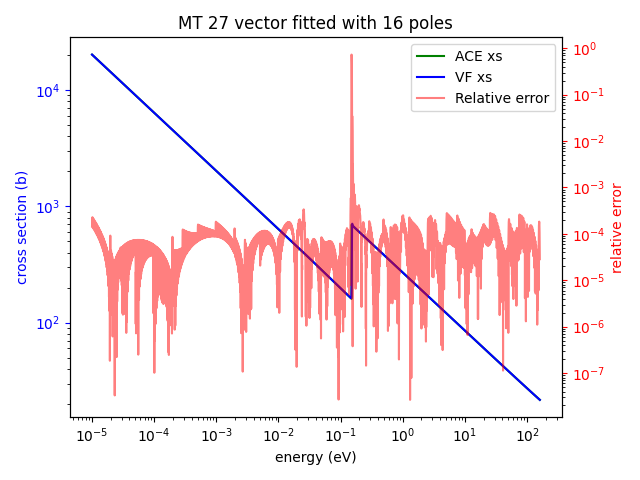 MT 27 vector fitted with 16 poles
ACE xs
VF xs
Relative error
cross section (b)
10⁴
10³
10²
10⁰
10⁻¹
10⁻²
10⁻³
10⁻⁴
10⁻⁵
10⁻⁶
10⁻⁷
relative error
10⁻⁵
10⁻⁴
10⁻³
10⁻²
10⁻¹
10⁰
10¹
10²
energy (eV)